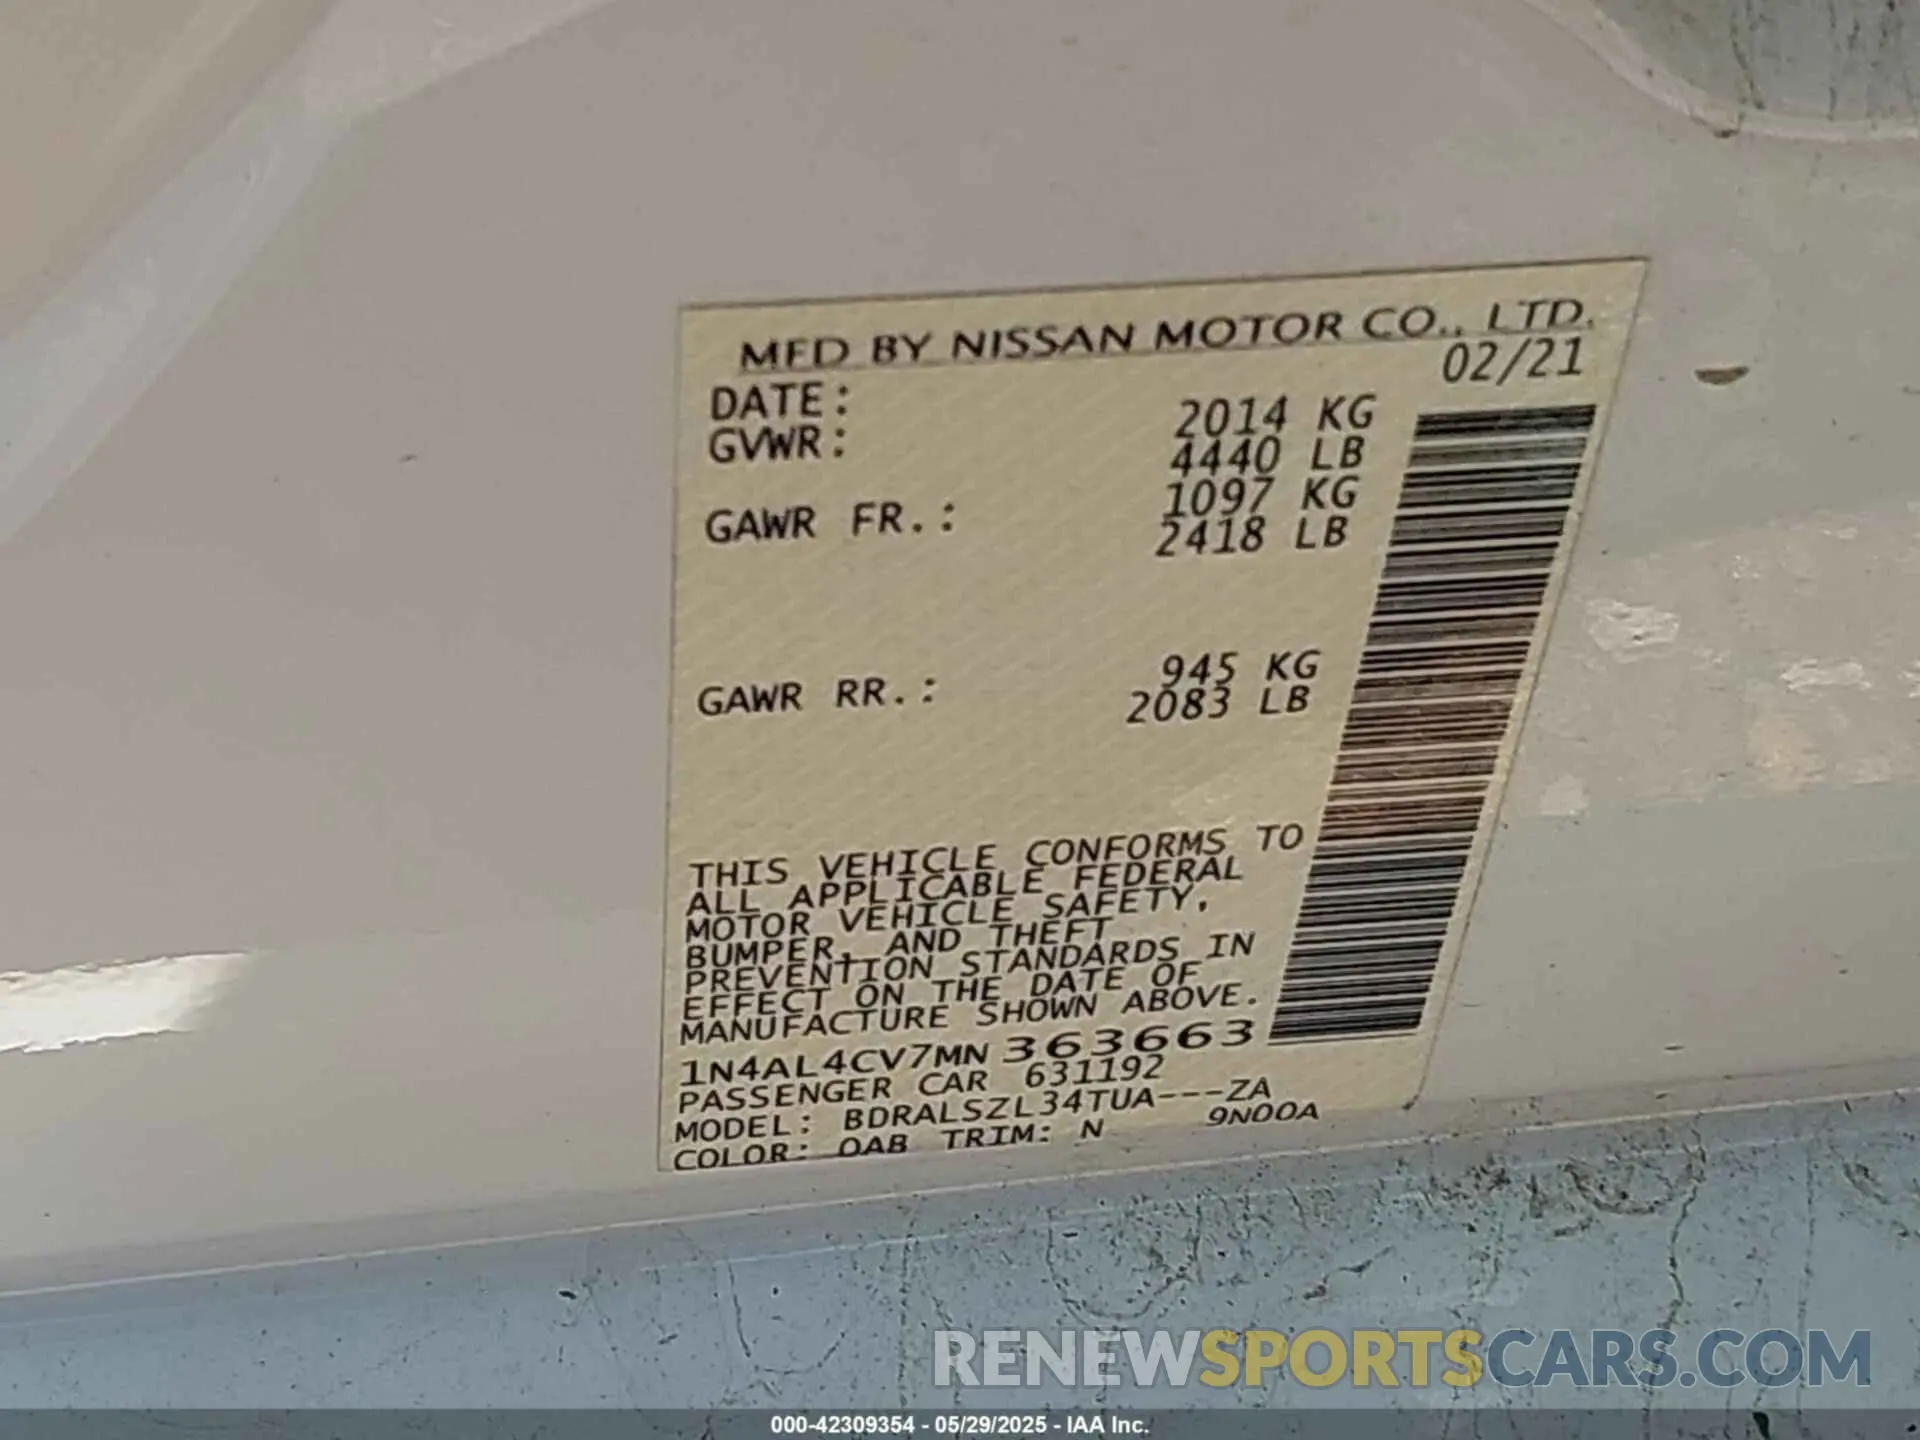 MFD BY NISSAN MOTOR CO., LTD.
DATE: 02/21
GVWR: 2014 KG
4440 LB
GAWR FR.: 1097 KG
2418 LB
GAWR RR.: 945 KG
2083 LB
THIS VEHICLE CONFORMS TO
ALL APPLICABLE FEDERAL
MOTOR VEHICLE SAFETY,
BUMPER, AND THEFT
PREVENTION STANDARDS IN
EFFECT ON THE DATE OF
MANUFACTURE SHOWN ABOVE.
1N4AL4CV7MN363663
PASSENGER CAR 631192
MODEL: BDRALSZL34TUA---ZA
COLOR: QAB TRIM: N 9N00A
RENEWSPORTSCARS.COM
000-42309354 - 05/29/2025 - IAA Inc.